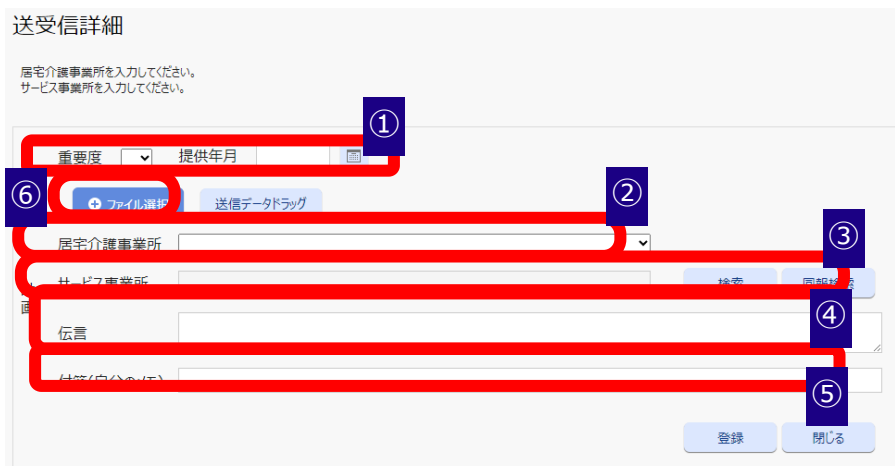 送受信詳細
居宅介護事業所を入力してください。
サービス事業所を入力してください。
①
重要度 提供年月
⑥ ファイル選択 送信データドラッグ ②
居宅介護事業所
③
サービス事業所 検索 同報検索
画
④
伝言
付箋(自分のメモ)
⑤
登録 閉じる